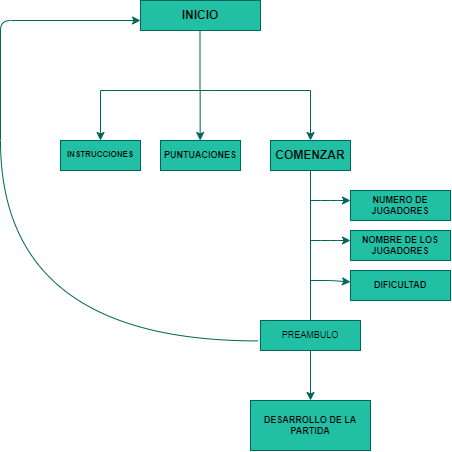 INICIO
INSTRUCCIONES
PUNTUACIONES
COMENZAR
NUMERO DE
JUGADORES
NOMBRE DE LOS
JUGADORES
DIFICULTAD
PREAMBULO
DESARROLLO DE LA
PARTIDA